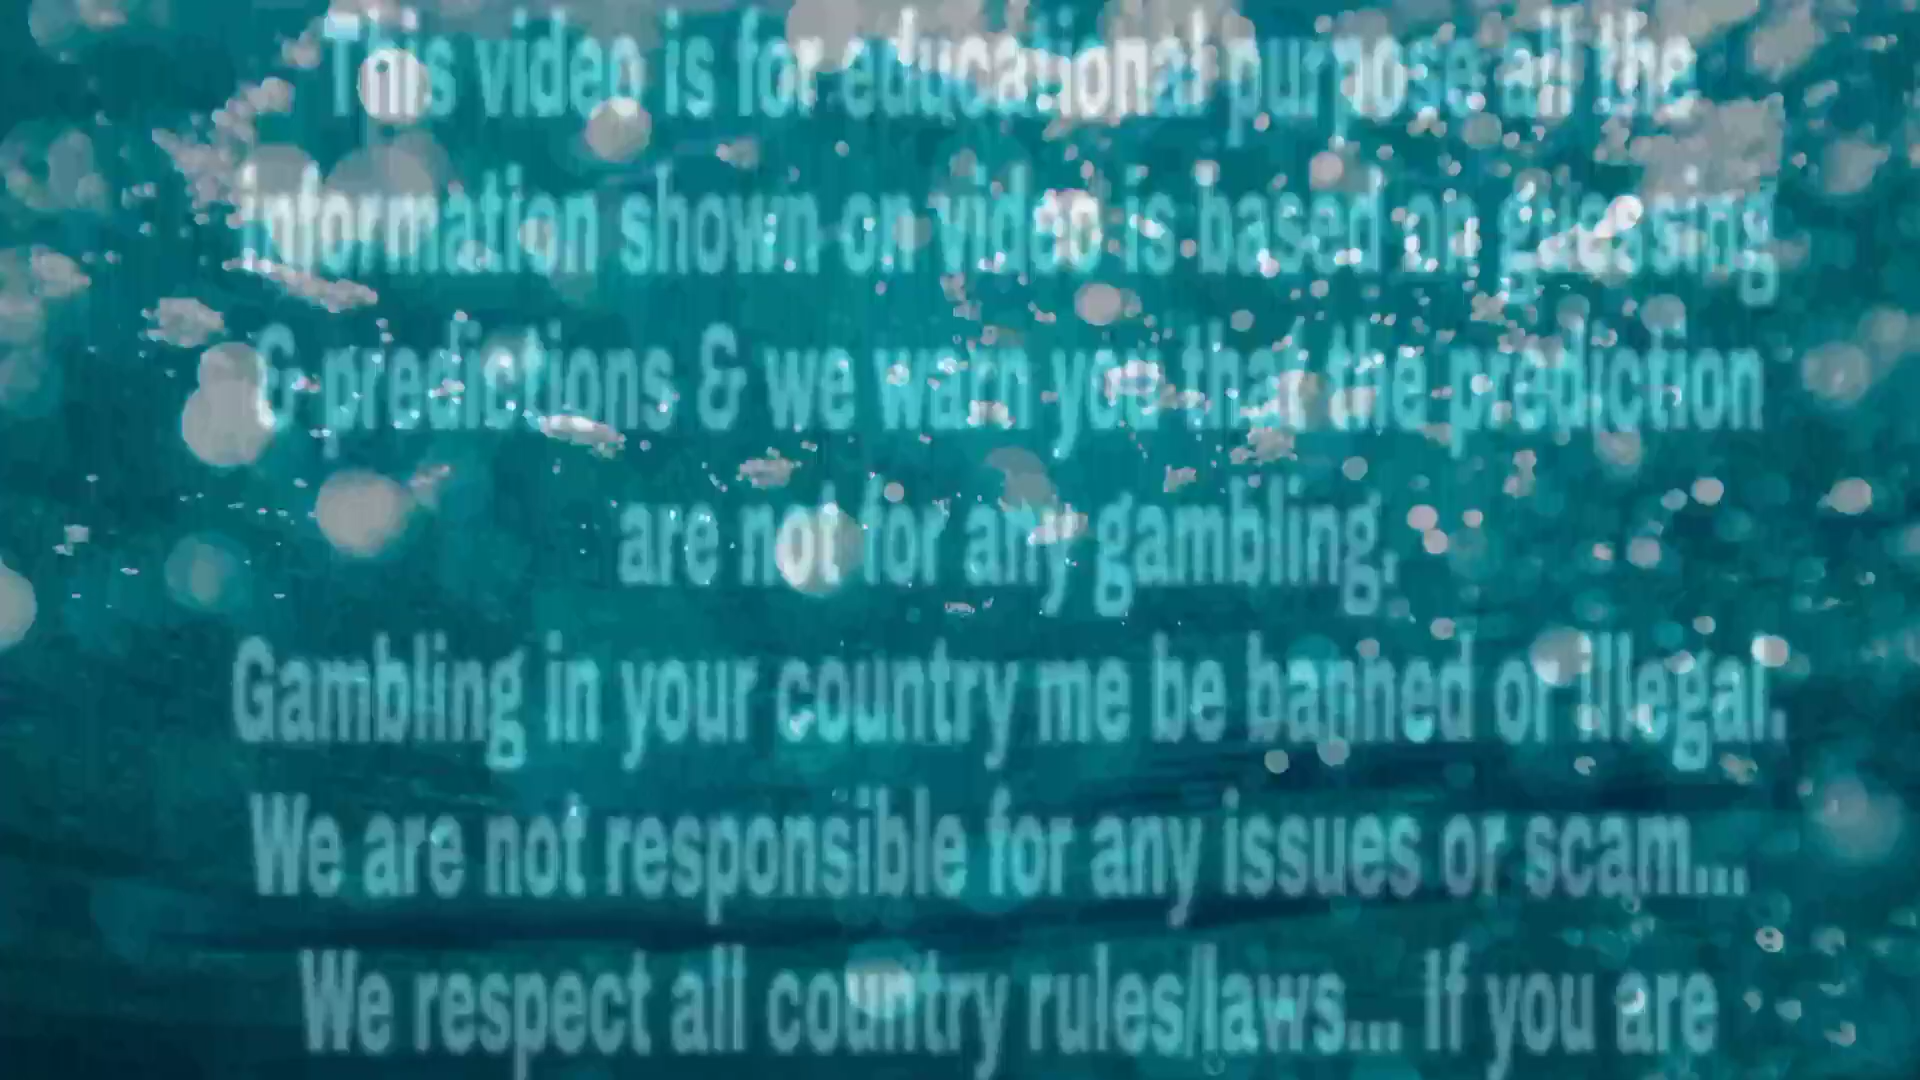 This video is for educational purpose all the
information shown on video is based on guessing
& predictions & we warn you that the prediction
are not for any gambling.
Gambling in your country me be banned or illegal.
We are not responsible for any issues or scam...
We respect all country rules/laws... If you are